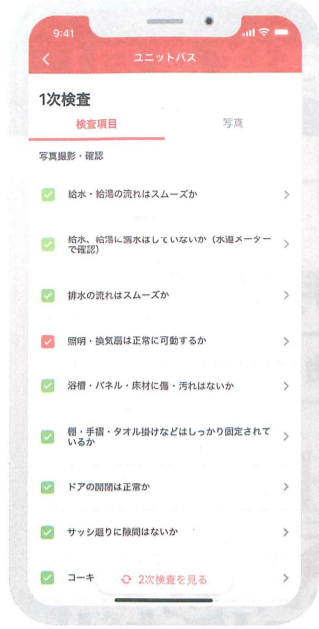 9:41
ユニットバス
1次検査
検査項目
写真
写真撮影・確認
給水・給湯の流れはスムーズか
給水、給湯に漏水はしていないか（水道メーター
で確認）
排水の流れはスムーズか
照明・換気扇は正常に可動するか
浴槽・パネル・床材に傷・汚れはないか
棚・手摺・タオル掛けなどはしっかり固定されて
いるか
ドアの開閉は正常か
サッシ廻りに隙間はないか
コーキ
2次検査を見る